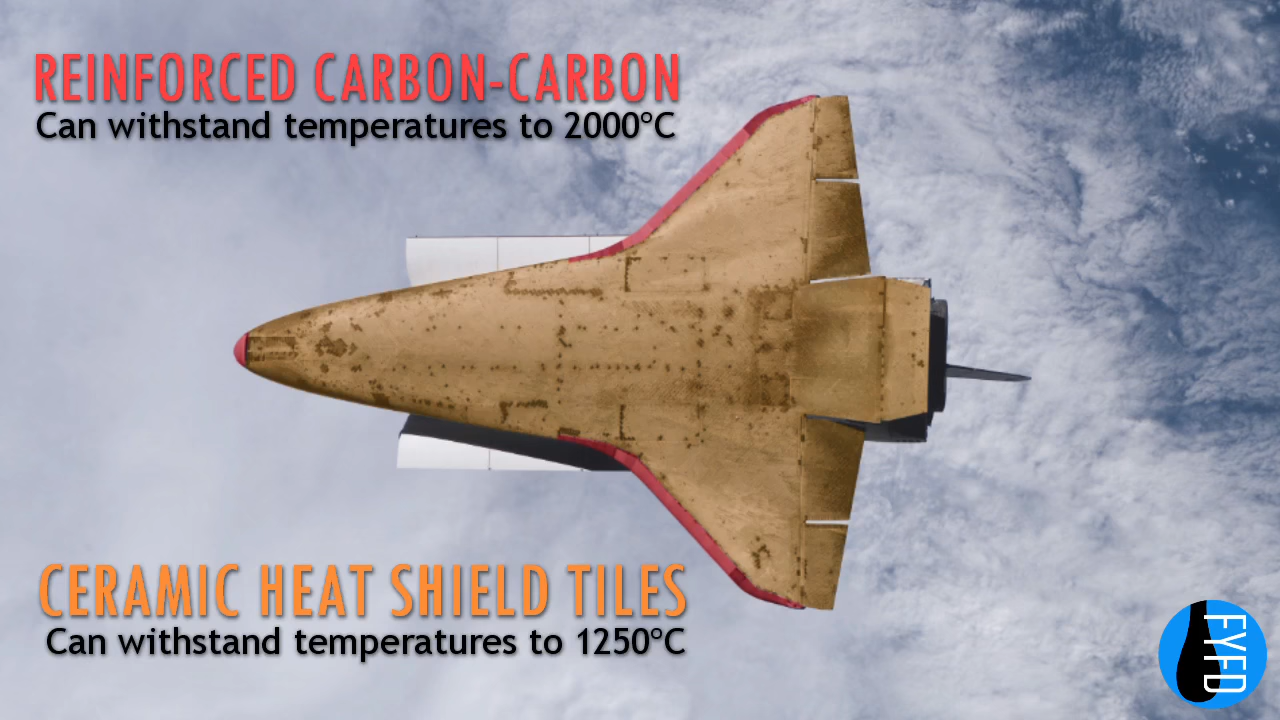 REINFORCED CARBON-CARBON
Can withstand temperatures to 2000°C
CERAMIC HEAT SHIELD TILES
Can withstand temperatures to 1250°C
FYFD